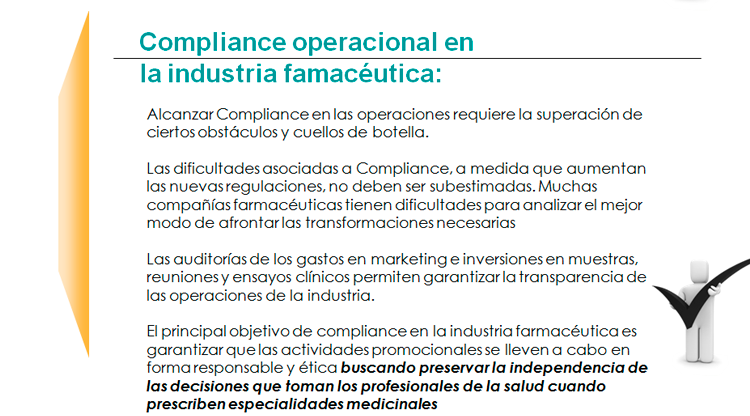 Compliance operacional en
la industria famacéutica:
Alcanzar Compliance en las operaciones requiere la superación de
ciertos obstáculos y cuellos de botella.
Las dificultades asociadas a Compliance, a medida que aumentan
las nuevas regulaciones, no deben ser subestimadas. Muchas
compañías farmacéuticas tienen dificultades para analizar el mejor
modo de afrontar las transformaciones necesarias
Las auditorías de los gastos en marketing e inversiones en muestras,
reuniones y ensayos clínicos permiten garantizar la transparencia de
las operaciones de la industria.
El principal objetivo de compliance en la industria farmacéutica es
garantizar que las actividades promocionales se lleven a cabo en
forma responsable y ética buscando preservar la independencia de
las decisiones que toman los profesionales de la salud cuando
prescriben especialidades medicinales